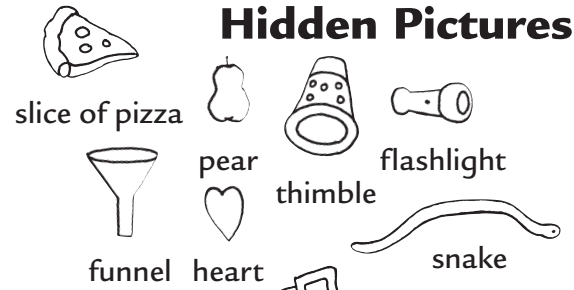 Hidden Pictures
slice of pizza
pear
thimble
flashlight
funnel
heart
snake